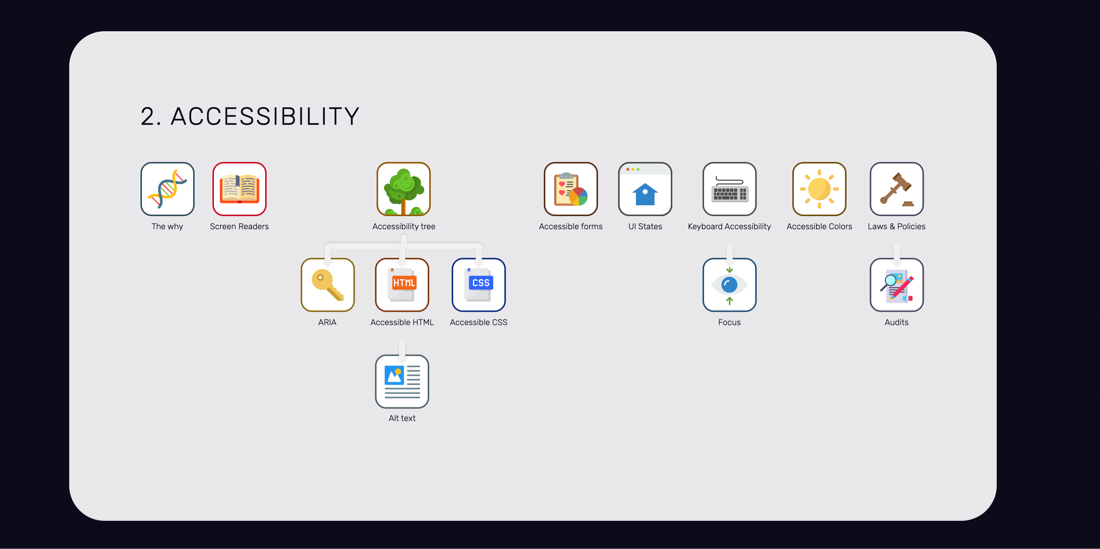 2. ACCESSIBILITY
The why
Screen Readers
Accessibility tree
Accessible forms
UI States
Keyboard Accessibility
Accessible Colors
Laws & Policies
HTML
CSS
ARIA
Accessible HTML
Accessible CSS
Focus
Audits
Alt text